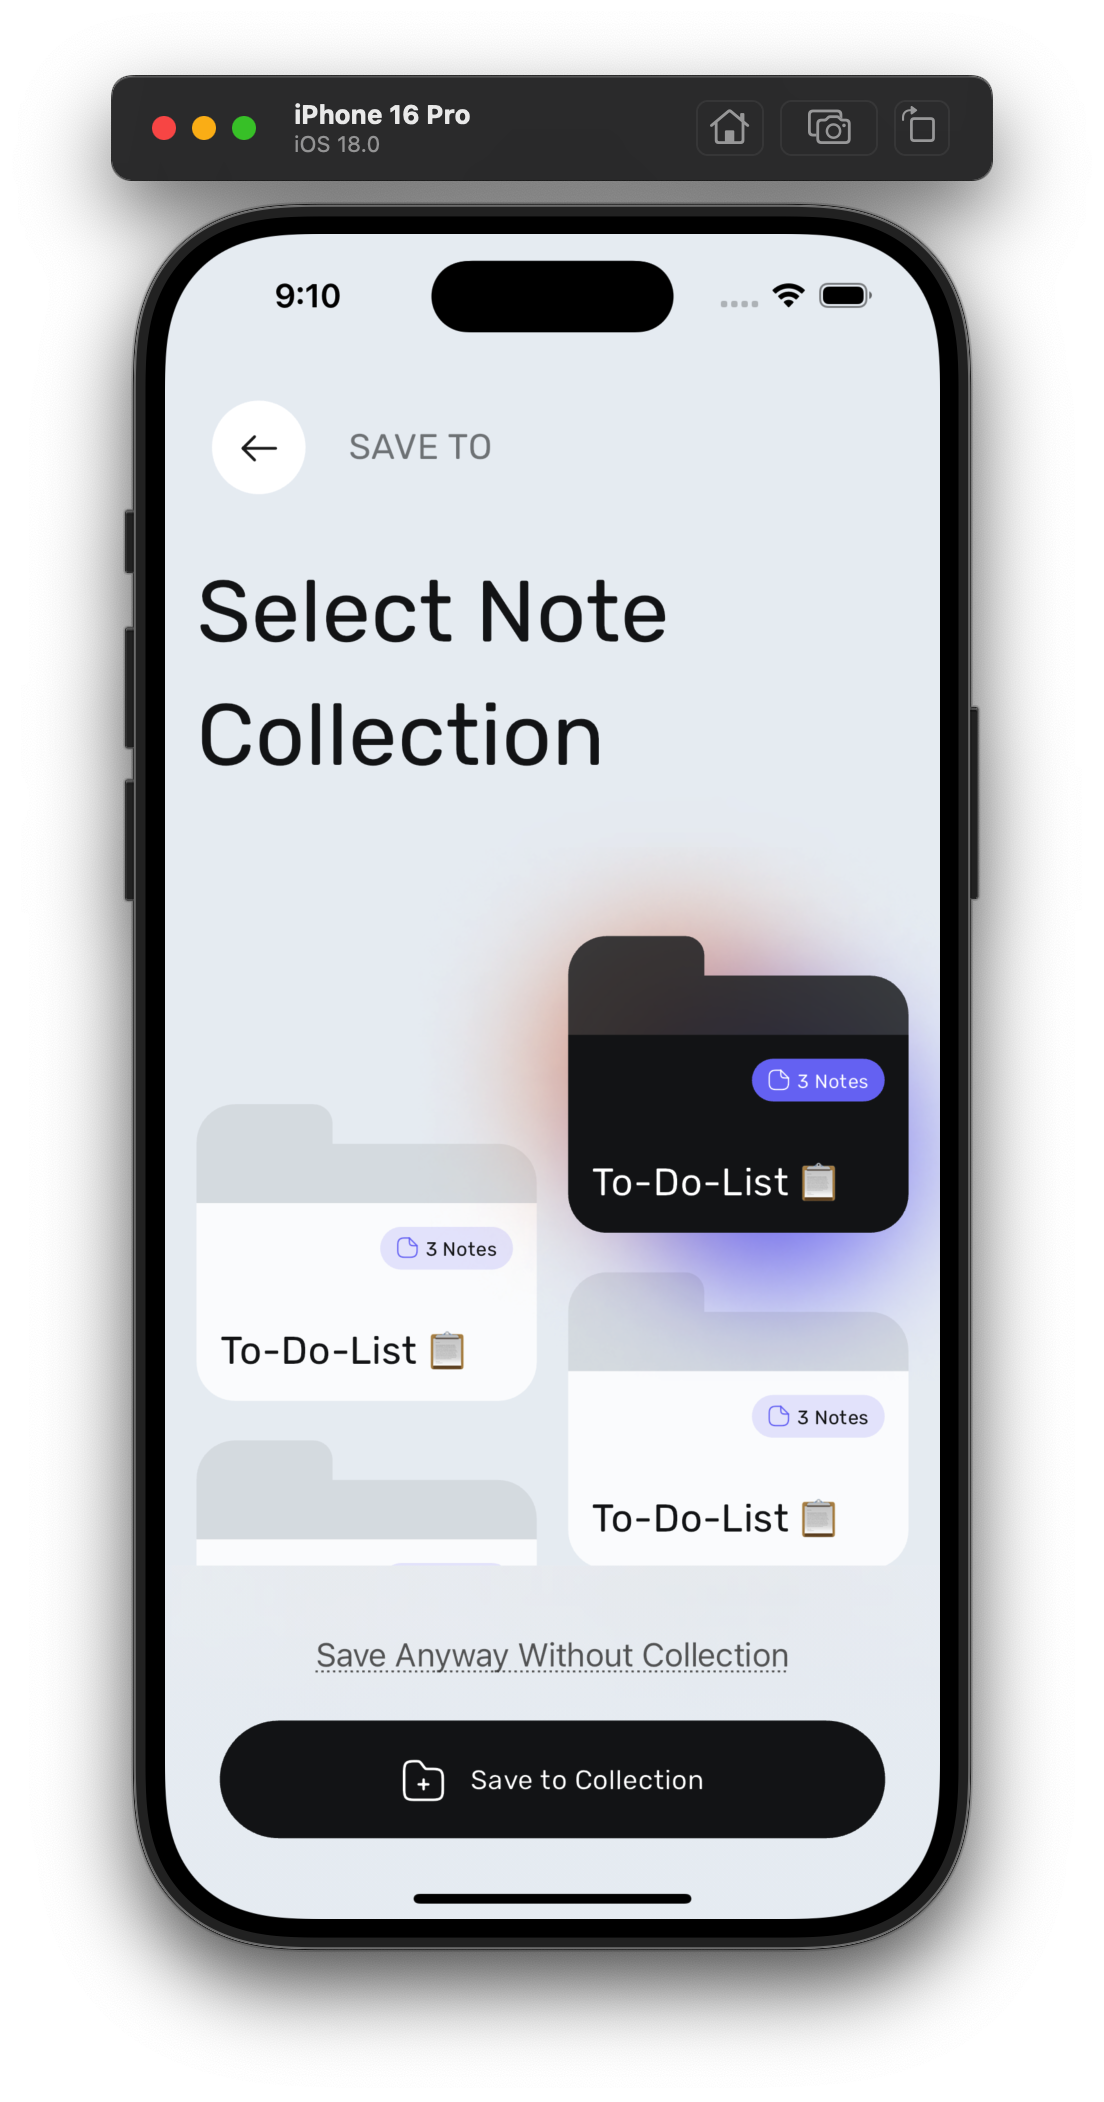 iPhone 16 Pro
iOS 18.0
9:10
SAVE TO
Select Note
Collection
3 Notes
To-Do-List 📋
3 Notes
To-Do-List 📋
3 Notes
To-Do-List 📋
Save Anyway Without Collection
Save to Collection